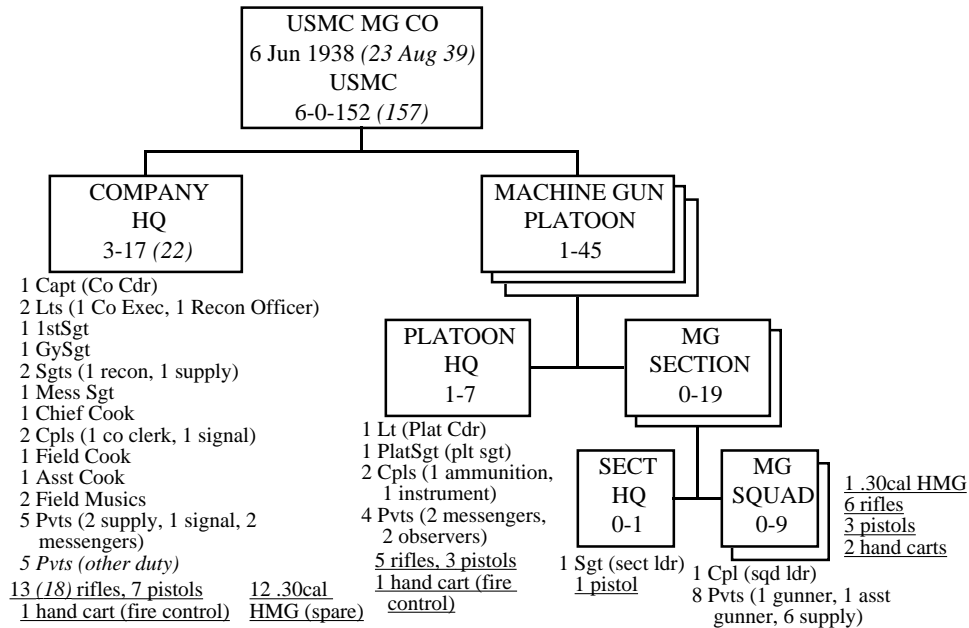 USMC MG CO
6 Jun 1938 (23 Aug 39)
USMC
6-0-152 (157)
COMPANY
HQ
3-17 (22)
1 Capt (Co Cdr)
2 Lts (1 Co Exec, 1 Recon Officer)
1 1stSgt
1 GySgt
2 Sgts (1 recon, 1 supply)
1 Mess Sgt
1 Chief Cook
2 Cpls (1 co clerk, 1 signal)
1 Field Cook
1 Asst Cook
2 Field Musics
5 Pvts (2 supply, 1 signal, 2
messengers)
5 Pvts (other duty)
13 (18) rifles, 7 pistols
1 hand cart (fire control)
12 .30cal
HMG (spare)
MACHINE GUN
PLATOON
1-45
PLATOON
HQ
1-7
1 Lt (Plat Cdr)
1 PlatSgt (plt sgt)
2 Cpls (1 ammunition,
1 instrument)
4 Pvts (2 messengers,
2 observers)
5 rifles, 3 pistols
1 hand cart (fire
control)
MG
SECTION
0-19
SECT
HQ
0-1
1 Sgt (sect ldr)
1 pistol
MG
SQUAD
0-9
1 Cpl (sqd ldr)
8 Pvts (1 gunner, 1 asst
gunner, 6 supply)
1 .30cal HMG
6 rifles
3 pistols
2 hand carts